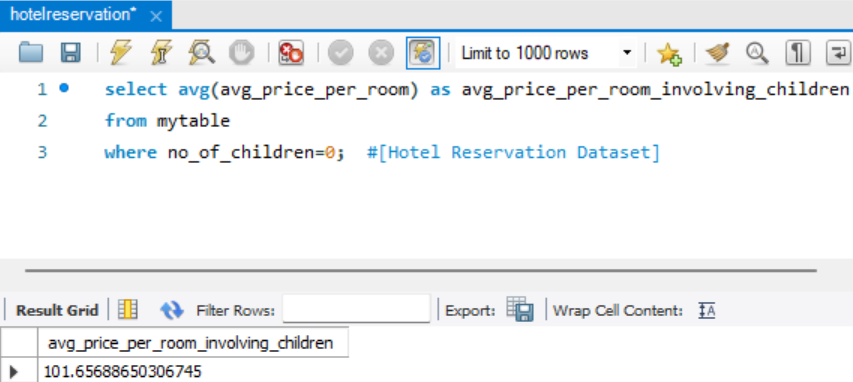 hotelreservation*
Limit to 1000 rows
1 select avg(avg_price_per_room) as avg_price_per_room_involving_children
2 from mytable
3 where no_of_children=0; #[Hotel Reservation Dataset]
Result Grid Filter Rows: Export: Wrap Cell Content:
avg_price_per_room_involving_children
101.65688650306745